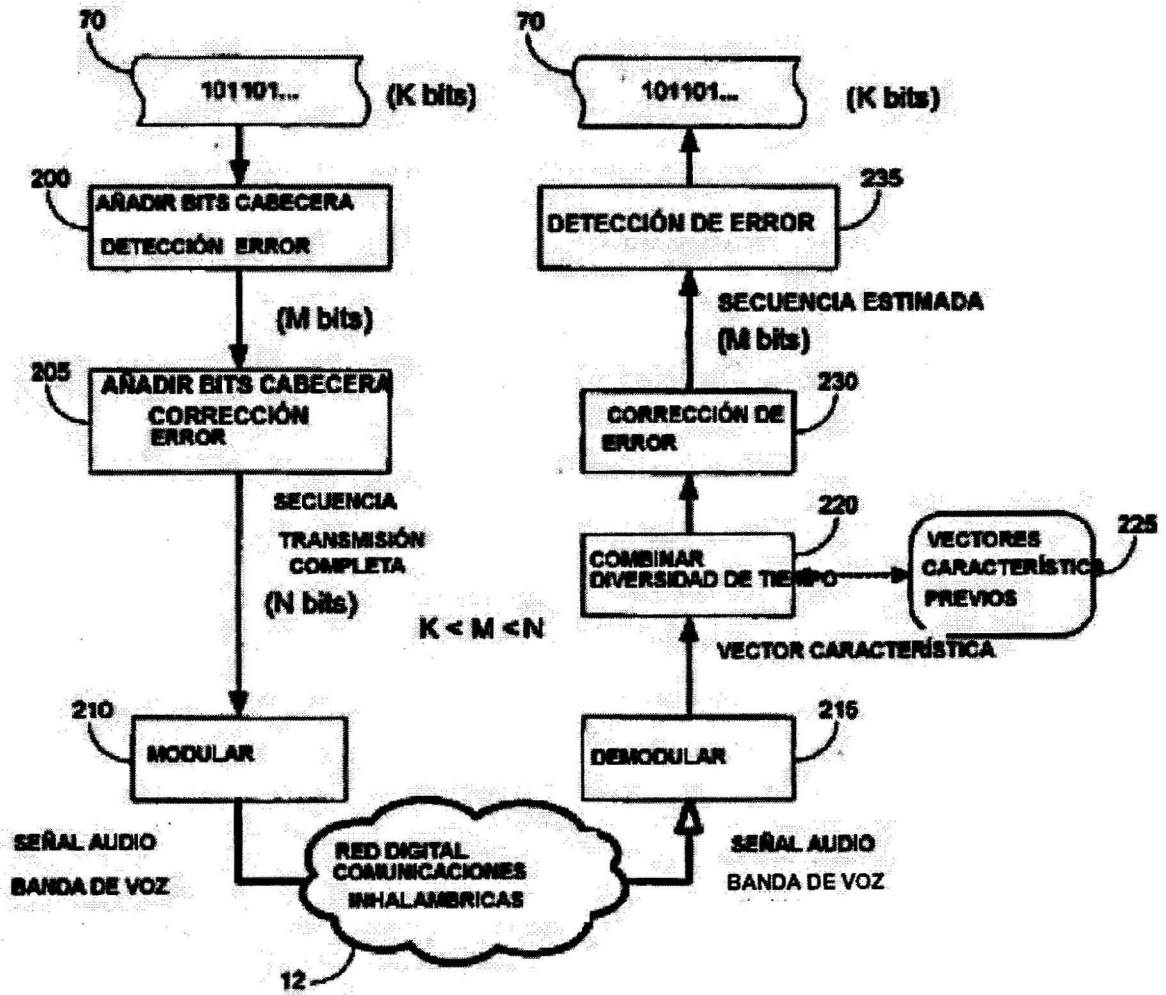 70
101101...
(K bits)
200
AÑADIR BITS CABECERA
DETECCIÓN ERROR
(M bits)
205
AÑADIR BITS CABECERA
CORRECCIÓN
ERROR
SECUENCIA
TRANSMISIÓN
COMPLETA
(N bits)
K < M < N
210
MODULAR
SEÑAL AUDIO
BANDA DE VOZ
RED DIGITAL
COMUNICACIONES
INHALAMBRICAS
12
70
101101...
(K bits)
235
DETECCIÓN DE ERROR
SECUENCIA ESTIMADA
(M bits)
230
CORRECCIÓN DE
ERROR
220
COMBINAR
DIVERSIDAD DE TIEMPO
225
VECTORES
CARACTERÍSTICA
PREVIOS
VECTOR CARACTERÍSTICA
215
DEMODULAR
SEÑAL AUDIO
BANDA DE VOZ